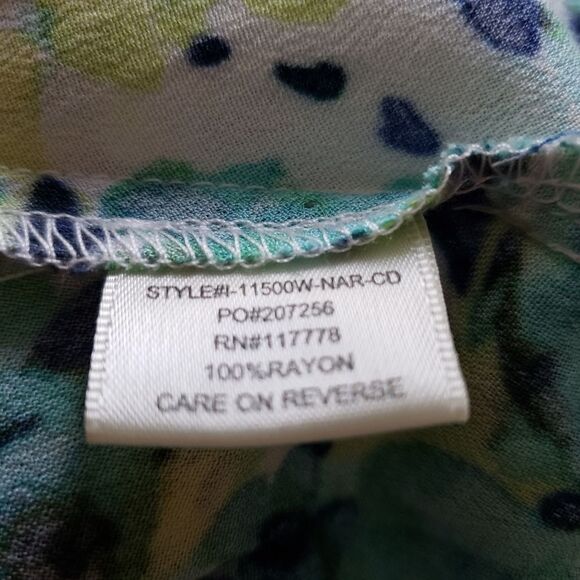 STYLE#I-11500W-NAR-CD
PO#207256
RN#117778
100%RAYON
CARE ON REVERSE